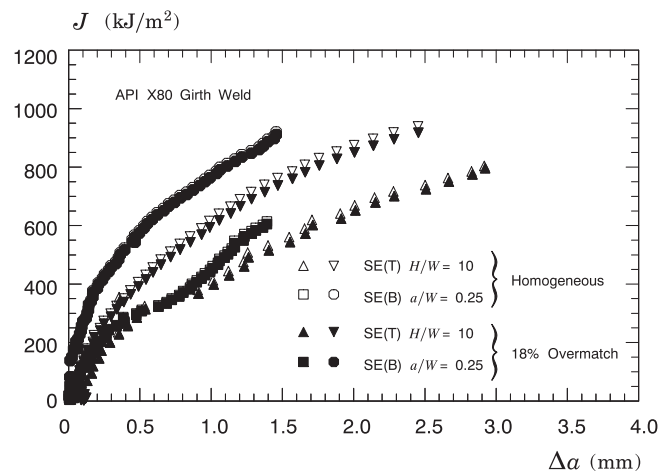 J (kJ/m²)
1200
1000
800
600
400
200
0
API X80 Girth Weld
SE(T) H/W = 10
SE(B) a/W = 0.25
Homogeneous
SE(T) H/W = 10
SE(B) a/W = 0.25
18% Overmatch
0 0.5 1.0 1.5 2.0 2.5 3.0 3.5 4.0
Δa (mm)